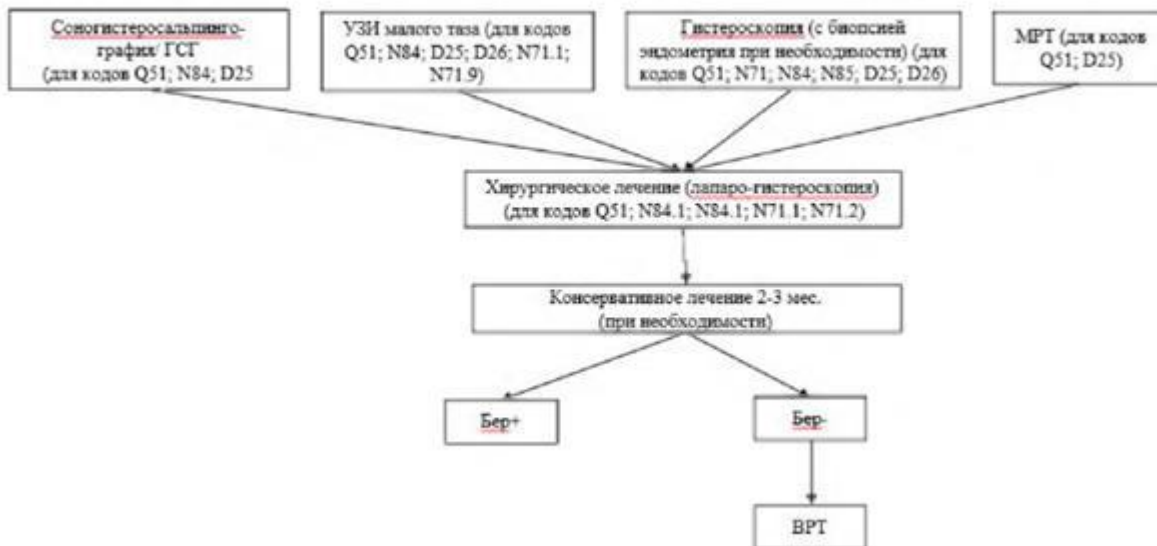 Соногистеросальпинго-
графия/ ГСГ
(для кодов Q51; N84; D25
УЗИ малого таза (для кодов
Q51; N84; D25; D26; N71.1;
N71.9)
Гистероскопия (с биопсией
эндометрия при необходимости) (для
кодов Q51; N71; N84; N85; D25; D26)
МРТ (для кодов
Q51; D25)
Хирургическое лечение (лапаро-гистероскопия)
(для кодов Q51; N84.1; N84.1; N71.1; N71.2)
Консервативное лечение 2-3 мес.
(при необходимости)
Бер+
Бер-
ВРТ